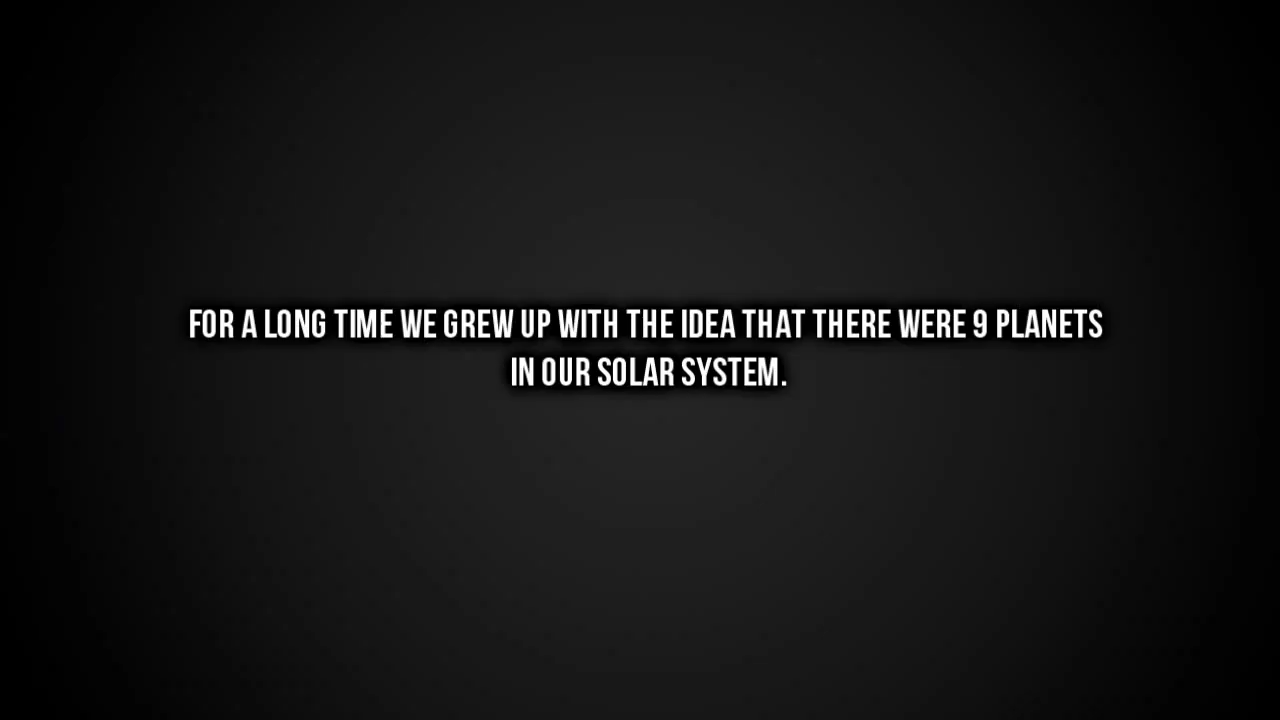 FOR A LONG TIME WE GREW UP WITH THE IDEA THAT THERE WERE 9 PLANETS
IN OUR SOLAR SYSTEM.